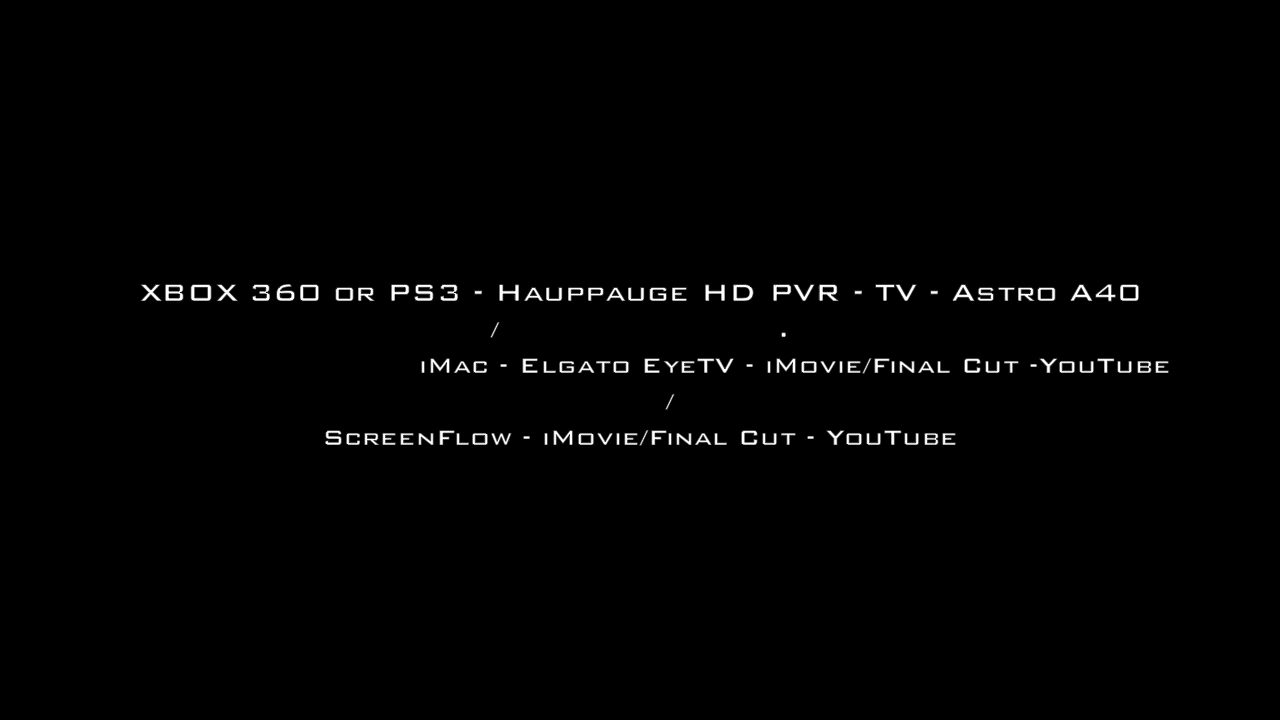 XBOX 360 or PS3 - Hauppauge HD PVR - TV - Astro A40
/ .
iMac - Elgato EyeTV - iMovie/Final Cut -YouTube
/
ScreenFlow - iMovie/Final Cut - YouTube